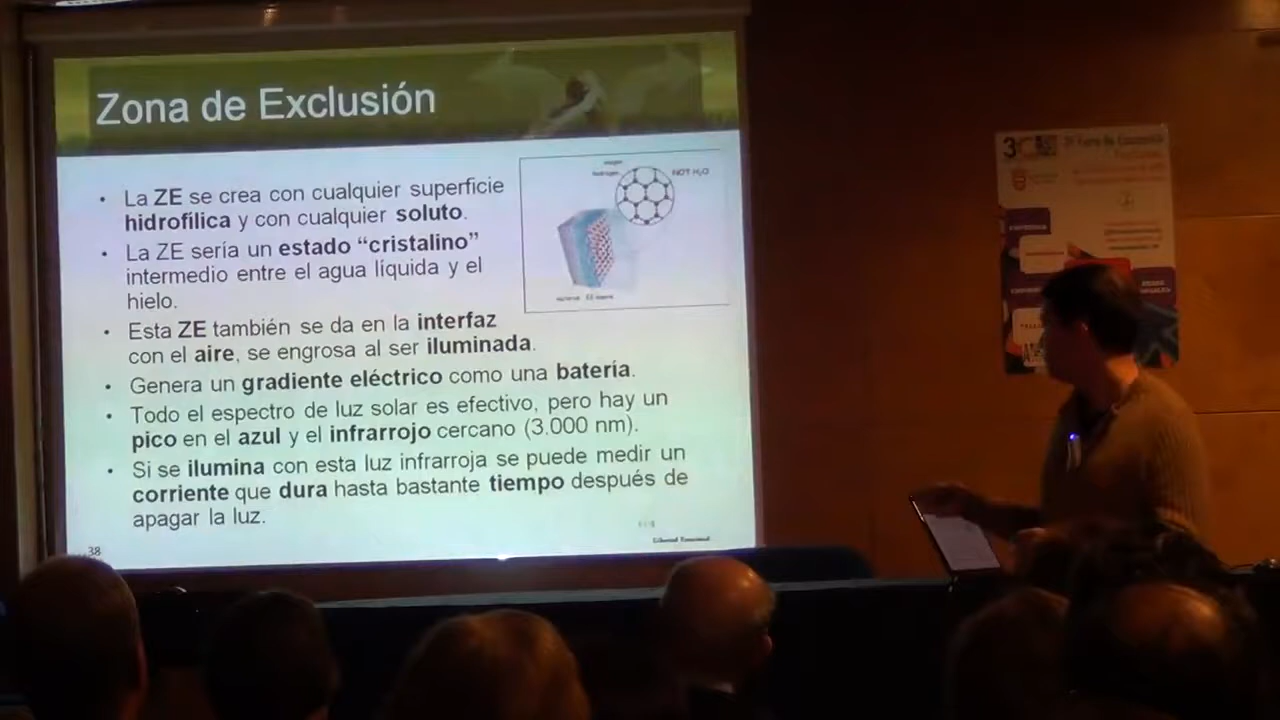 Zona de Exclusión
• La ZE se crea con cualquier superficie
hidrofílica y con cualquier soluto.
• La ZE sería un estado “cristalino”
intermedio entre el agua líquida y el
hielo.
• Esta ZE también se da en la interfaz
con el aire, se engrosa al ser iluminada.
• Genera un gradiente eléctrico como una batería.
• Todo el espectro de luz solar es efectivo, pero hay un
pico en el azul y el infrarrojo cercano (3.000 nm).
• Si se ilumina con esta luz infrarroja se puede medir un
corriente que dura hasta bastante tiempo después de
apagar la luz.
NOT H₂O
38
3